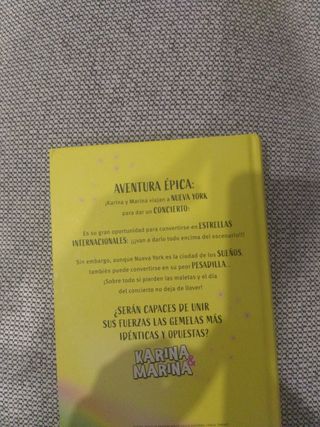 AVENTURA ÉPICA:
¡Karina y Marina viajan a NUEVA YORK
para dar un CONCIERTO!
Es su gran oportunidad para convertirse en ESTRELLAS
INTERNACIONALES: ¡¡¡van a darlo todo encima del escenario!!!
Sin embargo, aunque Nueva York es la ciudad de los SUEÑOS,
también puede convertirse en su peor PESADILLA...
¡Sobre todo si pierden las maletas y el día
del concierto no deja de llover!
¿SERÁN CAPACES DE UNIR
SUS FUERZAS LAS GEMELAS MÁS
IDÉNTICAS Y OPUESTAS?
KARINA
& MARINA